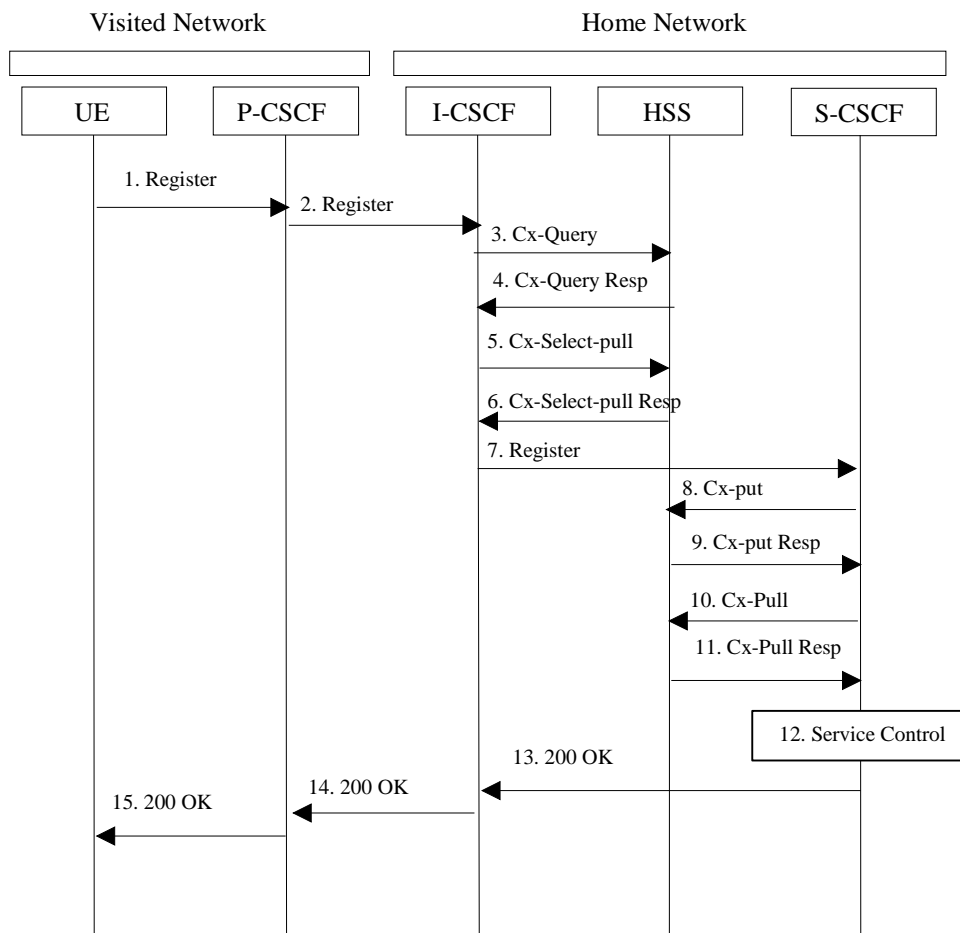 Visited Network
Home Network
UE
P-CSCF
I-CSCF
HSS
S-CSCF
1. Register
2. Register
3. Cx-Query
4. Cx-Query Resp
5. Cx-Select-pull
6. Cx-Select-pull Resp
7. Register
8. Cx-put
9. Cx-put Resp
10. Cx-Pull
11. Cx-Pull Resp
12. Service Control
13. 200 OK
14. 200 OK
15. 200 OK